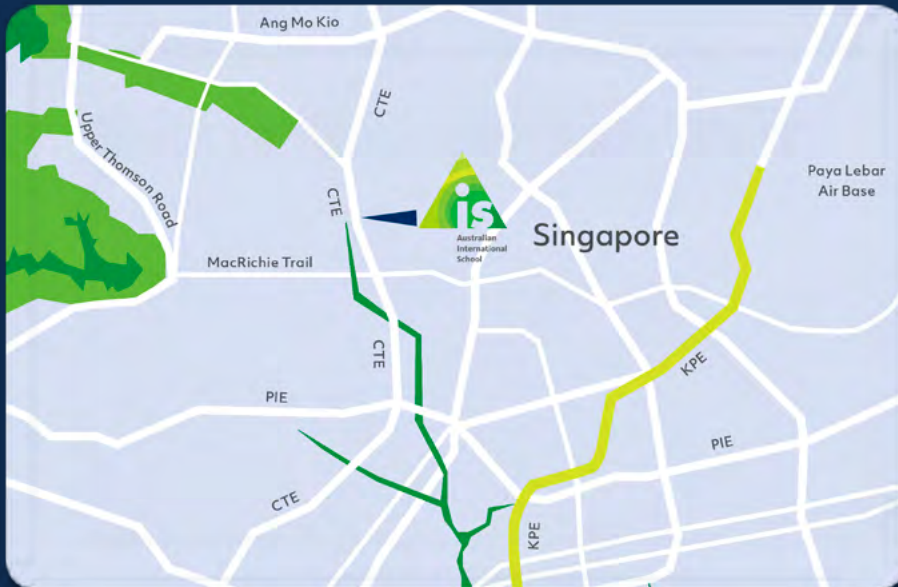 Ang Mo Kio
CTE
Upper Thomson Road
Paya Lebar
Air Base
CTE
is
Australian
International
School
Singapore
MacRichie Trail
CTE
KPE
PIE
PIE
CTE
KPE